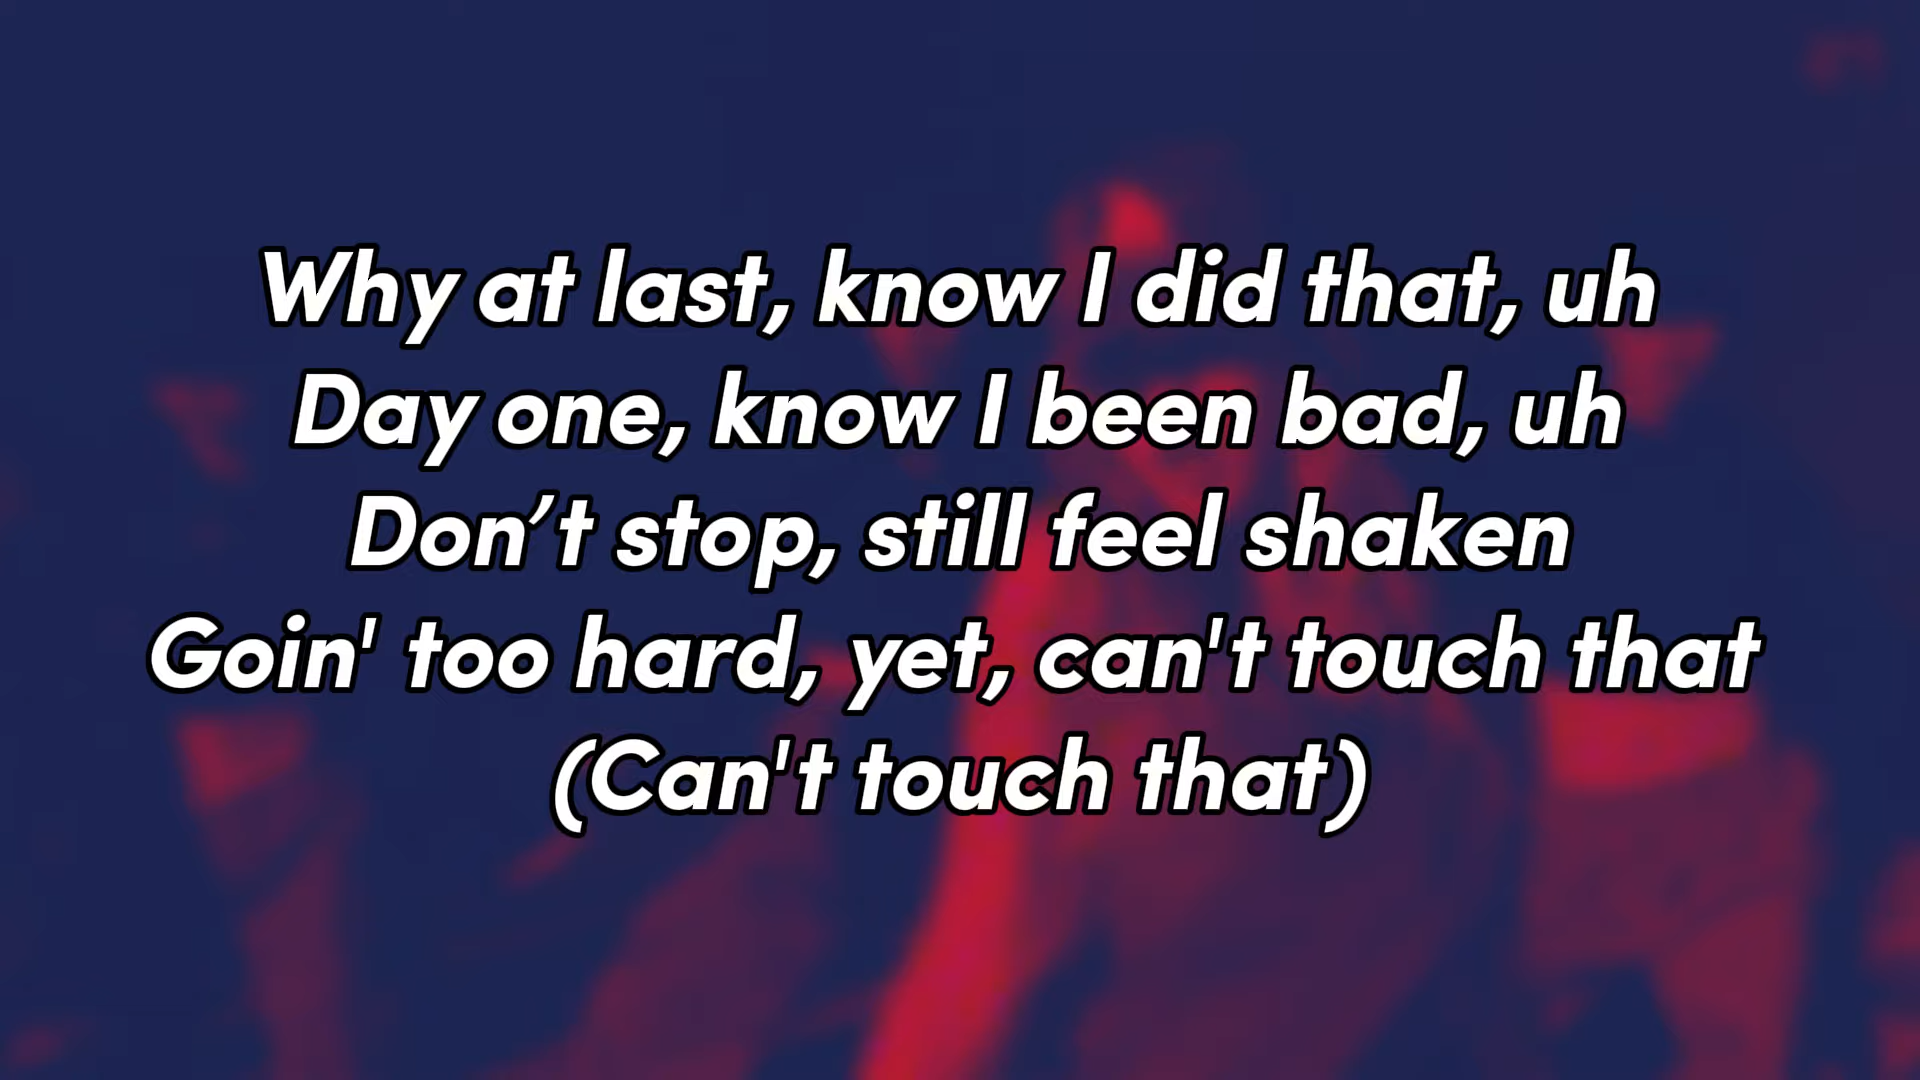 Why at last, know I did that, uh
Day one, know I been bad, uh
Don’t stop, still feel shaken
Goin' too hard, yet, can't touch that
(Can't touch that)